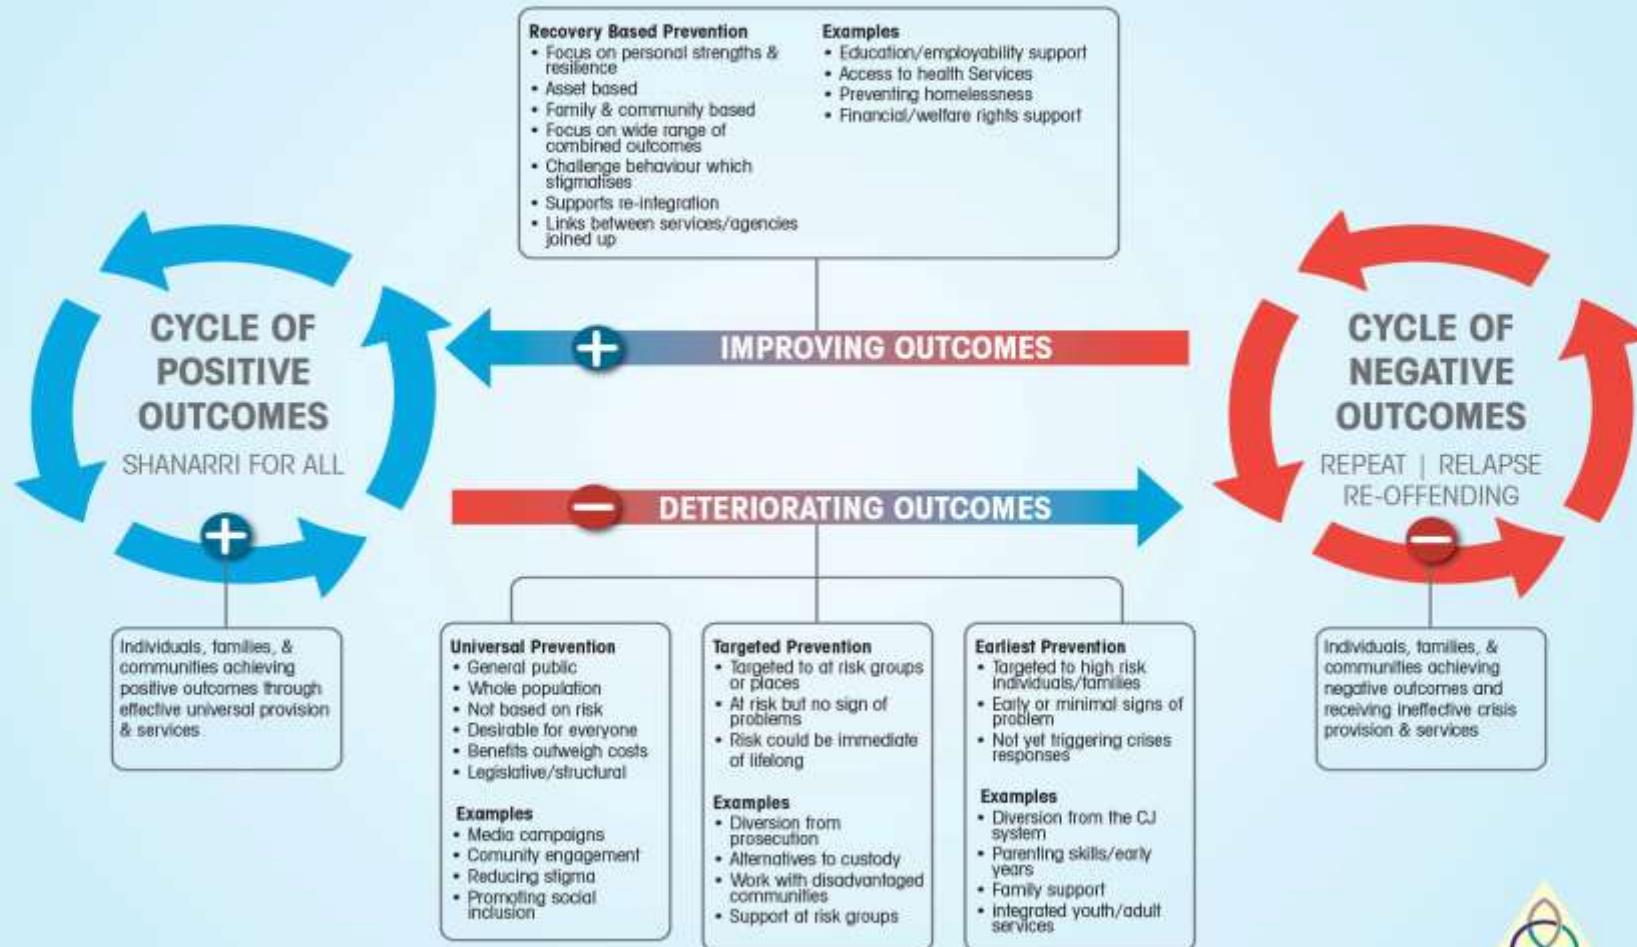 Recovery Based Prevention
• Focus on personal strengths &
resilience
• Asset based
• Family & community based
• Focus on wide range of
combined outcomes
• Challenge behaviour which
stigmatises
• Supports re-integration
• Links between services/agencies
joined up
Examples
• Education/employability support
• Access to health Services
• Preventing homelessness
• Financial/welfare rights support
CYCLE OF
POSITIVE
OUTCOMES
SHANARRI FOR ALL
+
+ IMPROVING OUTCOMES
− DETERIORATING OUTCOMES
CYCLE OF
NEGATIVE
OUTCOMES
REPEAT | RELAPSE
RE-OFFENDING
−
Individuals, families, &
communities achieving
positive outcomes through
effective universal provision
& services
Universal Prevention
• General public
• Whole population
• Not based on risk
• Desirable for everyone
• Benefits outweigh costs
• Legislative/structural
Examples
• Media campaigns
• Comunity engagement
• Reducing stigma
• Promoting social
inclusion
Targeted Prevention
• Targeted to at risk groups
or places
• At risk but no sign of
problems
• Risk could be immediate
of lifelong
Examples
• Diversion from
prosecution
• Alternatives to custody
• Work with disadvantaged
communities
• Support at risk groups
Earliest Prevention
• Targeted to high risk
individuals/families
• Early or minimal signs of
problem
• Not yet triggering crises
responses
Examples
• Diversion from the CJ
system
• Parenting skills/early
years
• Family support
• integrated youth/adult
services
Individuals, families, &
communities achieving
negative outcomes and
receiving ineffective crisis
provision & services